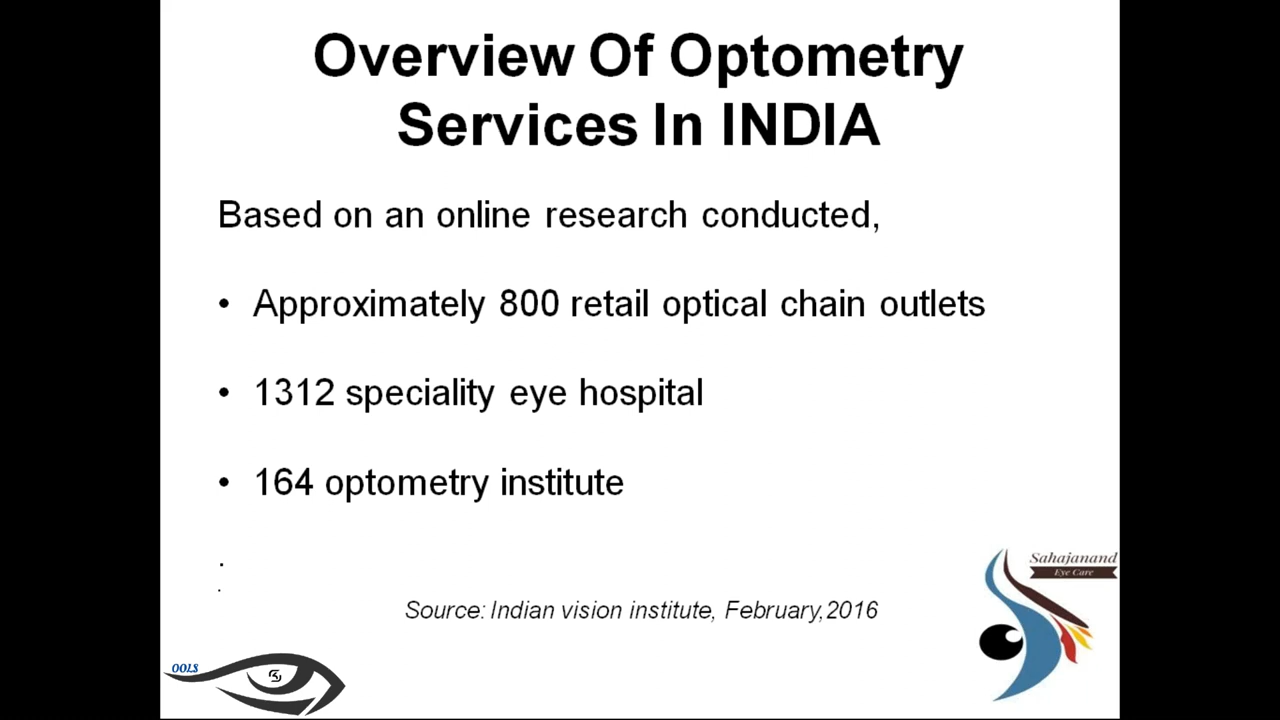 Overview Of Optometry
Services In INDIA
Based on an online research conducted,
• Approximately 800 retail optical chain outlets
• 1312 speciality eye hospital
• 164 optometry institute
.
.
Sahajanand
Eye Care
Source: Indian vision institute, February,2016
OOLS